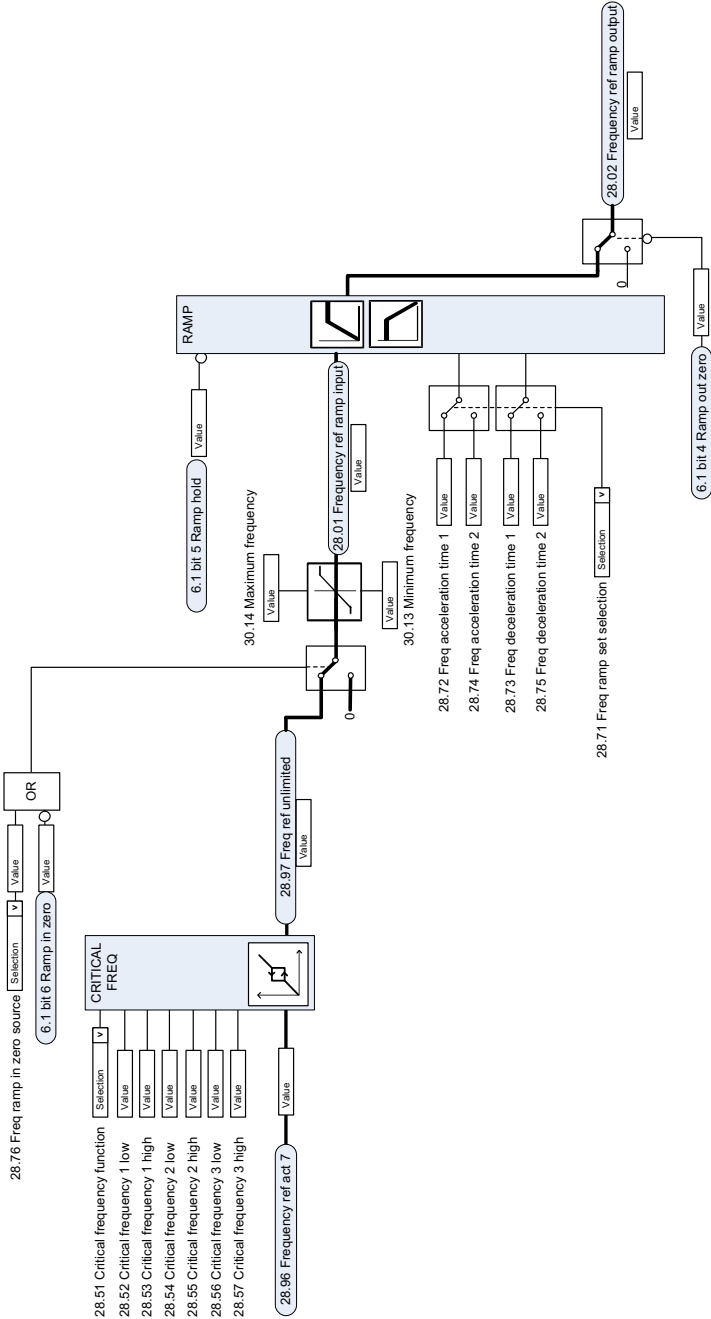 28.76 Freq ramp in zero source
Selection
Value
6.1 bit 6 Ramp in zero
Value
OR
CRITICAL
FREQ
28.51 Critical frequency function
Selection
28.52 Critical frequency 1 low
Value
28.53 Critical frequency 1 high
Value
28.54 Critical frequency 2 low
Value
28.55 Critical frequency 2 high
Value
28.56 Critical frequency 3 low
Value
28.57 Critical frequency 3 high
Value
28.96 Frequency ref act 7
Value
28.97 Freq ref unlimited
Value
0
30.14 Maximum frequency
Value
30.13 Minimum frequency
Value
28.01 Frequency ref ramp input
Value
6.1 bit 5 Ramp hold
Value
RAMP
28.72 Freq acceleration time 1
Value
28.74 Freq acceleration time 2
Value
28.73 Freq deceleration time 1
Value
28.75 Freq deceleration time 2
Value
28.71 Freq ramp set selection
Selection
0
28.02 Frequency ref ramp output
Value
6.1 bit 4 Ramp out zero
Value